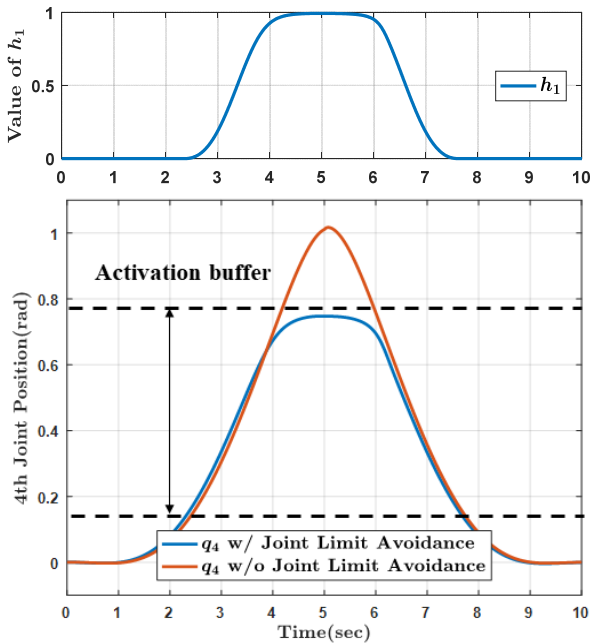 Value of h1
1
0.5
0
h1
0 1 2 3 4 5 6 7 8 9 10
4th Joint Position(rad)
1
Activation buffer
0.8
0.6
0.4
0.2
0
q4 w/ Joint Limit Avoidance
q4 w/o Joint Limit Avoidance
0 1 2 3 4 5 6 7 8 9 10
Time(sec)